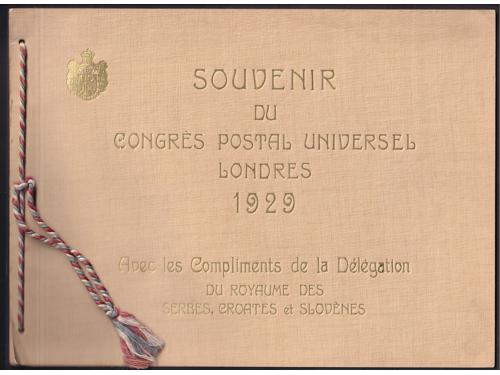 SOUVENIR
DU
CONGRÈS POSTAL UNIVERSEL
LONDRES
1929
Avec les Compliments de la Délégation
DU ROYAUME DES
SERBES, CROATES et SLOVÈNES